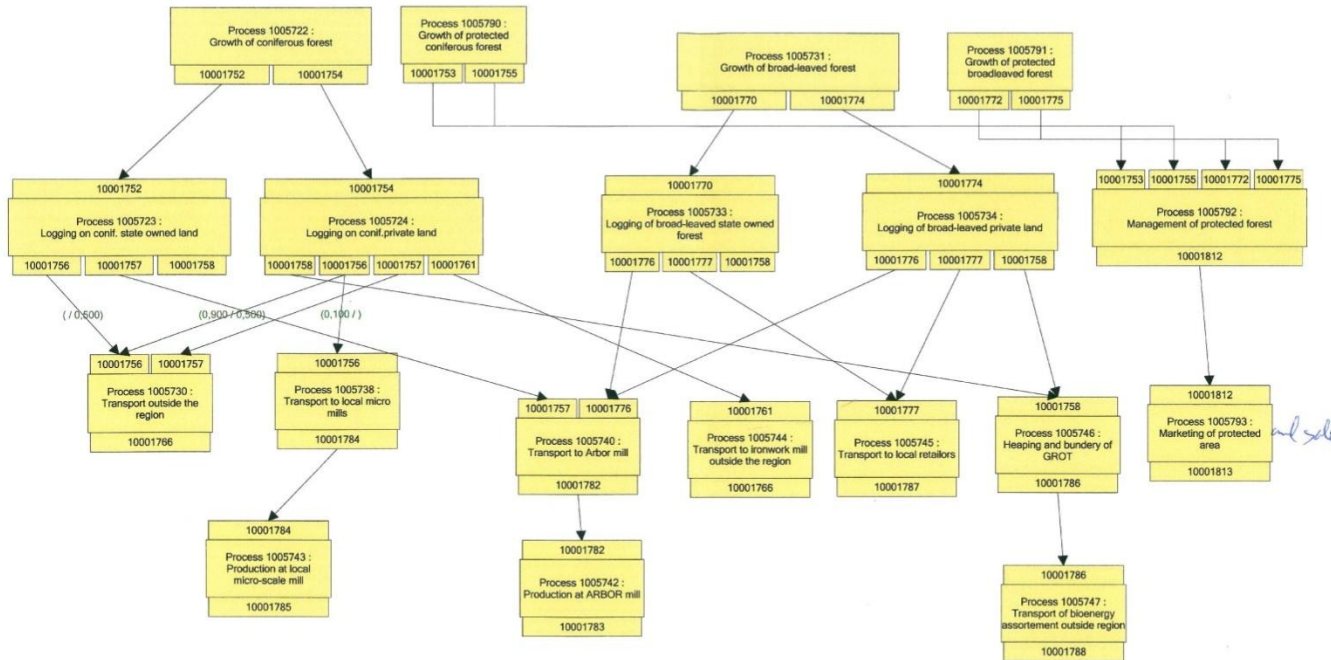 Process 1005722 :
Growth of coniferous forest
10001752 10001754
Process 1005790 :
Growth of protected
coniferous forest
10001753 10001755
Process 1005731 :
Growth of broad-leaved forest
10001770 10001774
Process 1005791 :
Growth of protected
broadleaved forest
10001772 10001775
10001752
Process 1005723 :
Logging on conif. state owned land
10001756 10001757 10001758
10001754
Process 1005724 :
Logging on conif.private land
10001758 10001756 10001757 10001761
10001770
Process 1005733 :
Logging of broad-leaved state owned
forest
10001776 10001777 10001758
10001774
Process 1005734 :
Logging of broad-leaved private land
10001776 10001777 10001758
10001753 10001755 10001772 10001775
Process 1005792 :
Management of protected forest
10001812
( / 0,500) (0,900 / 0,500) (0,100 / )
10001756 10001757
Process 1005730 :
Transport outside the
region
10001786
10001756
Process 1005738 :
Transport to local micro
mills
10001784
10001757 10001776
Process 1005740 :
Transport to Arbor mill
10001782
10001761
Process 1005744 :
Transport to ironwork mill
outside the region
10001766
10001777
Process 1005745 :
Transport to local retailors
10001787
10001758
Process 1005746 :
Heaping and bundery of
GROT
10001786
10001812
Process 1005793 :
Marketing of protected
area
10001813
and sale
10001784
Process 1005743 :
Production at local
micro-scale mill
10001785
10001782
Process 1005742 :
Production at ARBOR mill
10001783
10001786
Process 1005747 :
Transport of bioenergy
assortement outside region
10001788